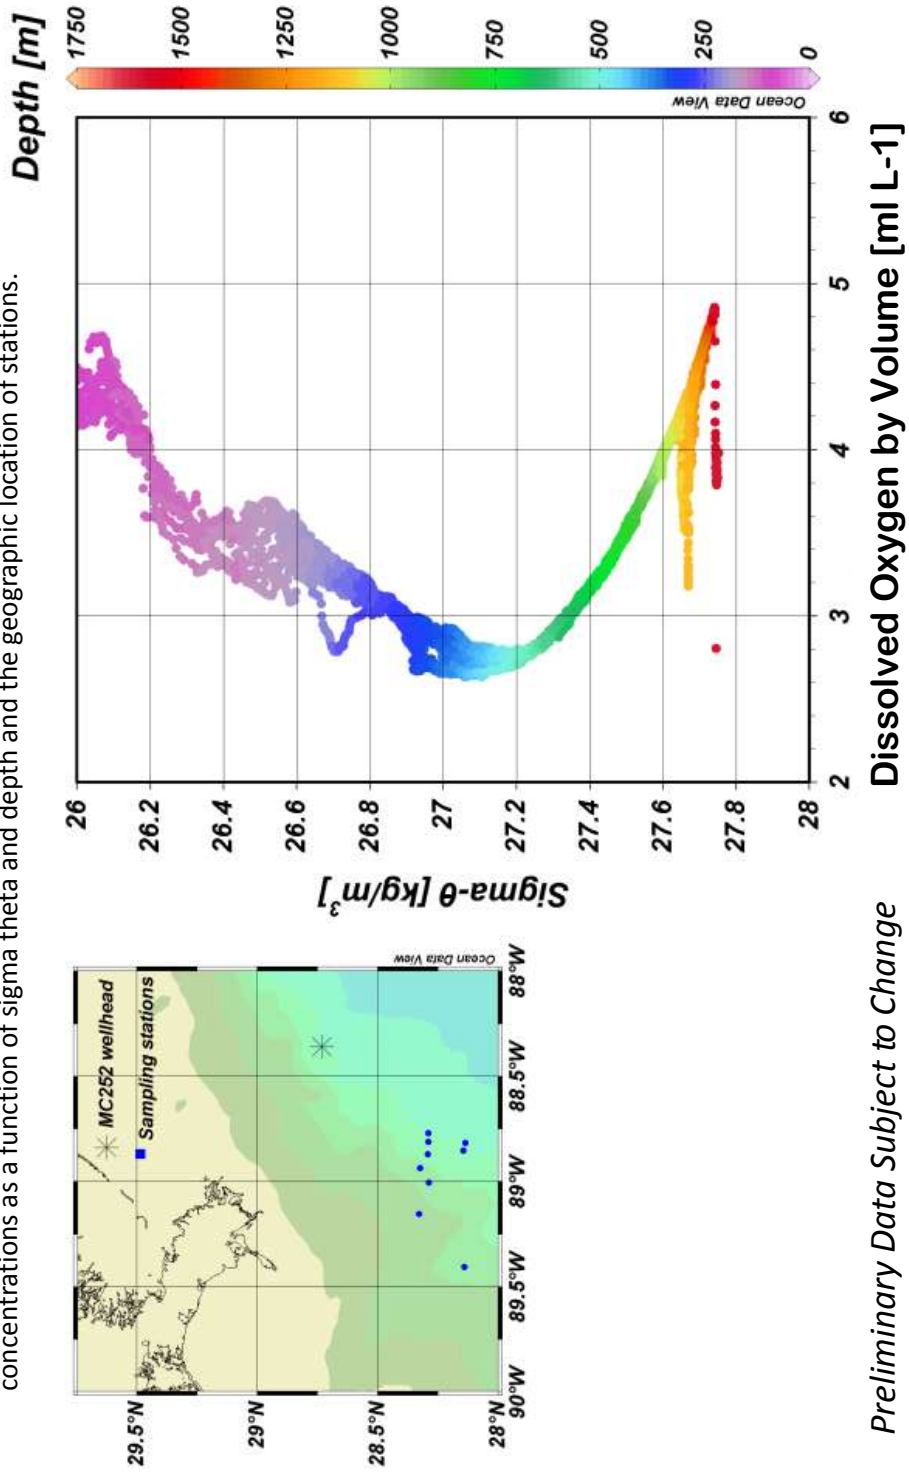 concentrations as a function of sigma theta and depth and the geographic location of stations.
MC252 wellhead
Sampling stations
29.5°N
29°N
28.5°N
28°N
90°W
89.5°W
89°W
88.5°W
88°W
Ocean Data View
Sigma-θ [kg/m³]
26
26.2
26.4
26.6
26.8
27
27.2
27.4
27.6
27.8
28
2
3
4
5
6
Dissolved Oxygen by Volume [ml L-1]
Depth [m]
1750
1500
1250
1000
750
500
250
0
Ocean Data View
Preliminary Data Subject to Change